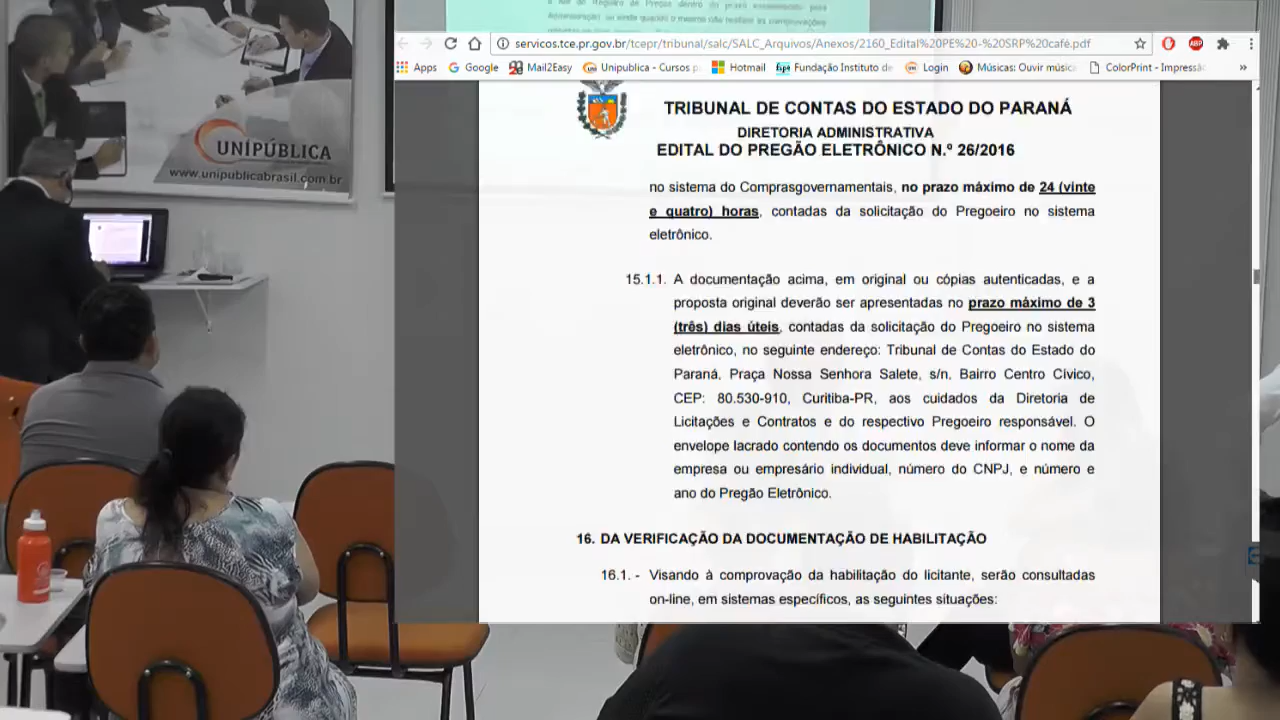 servicos.tce.pr.gov.br/tcepr/tribunal/salc/SALC_Arquivos/Anexos/2160_Edital%20PE%20-%20SRP%20café.pdf
ABP
Apps Google Mail2Easy Unipublica - Cursos p Hotmail Fundação Instituto de Login Músicas: Ouvir músic ColorPrint - Impressã »
UNIPÚBLICA
www.unipublicabrasil.com.br
TRIBUNAL DE CONTAS DO ESTADO DO PARANÁ
DIRETORIA ADMINISTRATIVA
EDITAL DO PREGÃO ELETRÔNICO N.º 26/2016
no sistema do Comprasgovernamentais, no prazo máximo de 24 (vinte
e quatro) horas, contadas da solicitação do Pregoeiro no sistema
eletrônico.
15.1.1. A documentação acima, em original ou cópias autenticadas, e a
proposta original deverão ser apresentadas no prazo máximo de 3
(três) dias úteis, contadas da solicitação do Pregoeiro no sistema
eletrônico, no seguinte endereço: Tribunal de Contas do Estado do
Paraná, Praça Nossa Senhora Salete, s/n, Bairro Centro Cívico,
CEP: 80.530-910, Curitiba-PR, aos cuidados da Diretoria de
Licitações e Contratos e do respectivo Pregoeiro responsável. O
envelope lacrado contendo os documentos deve informar o nome da
empresa ou empresário individual, número do CNPJ, e número e
ano do Pregão Eletrônico.
16. DA VERIFICAÇÃO DA DOCUMENTAÇÃO DE HABILITAÇÃO
16.1. - Visando à comprovação da habilitação do licitante, serão consultadas
on-line, em sistemas específicos, as seguintes situações: